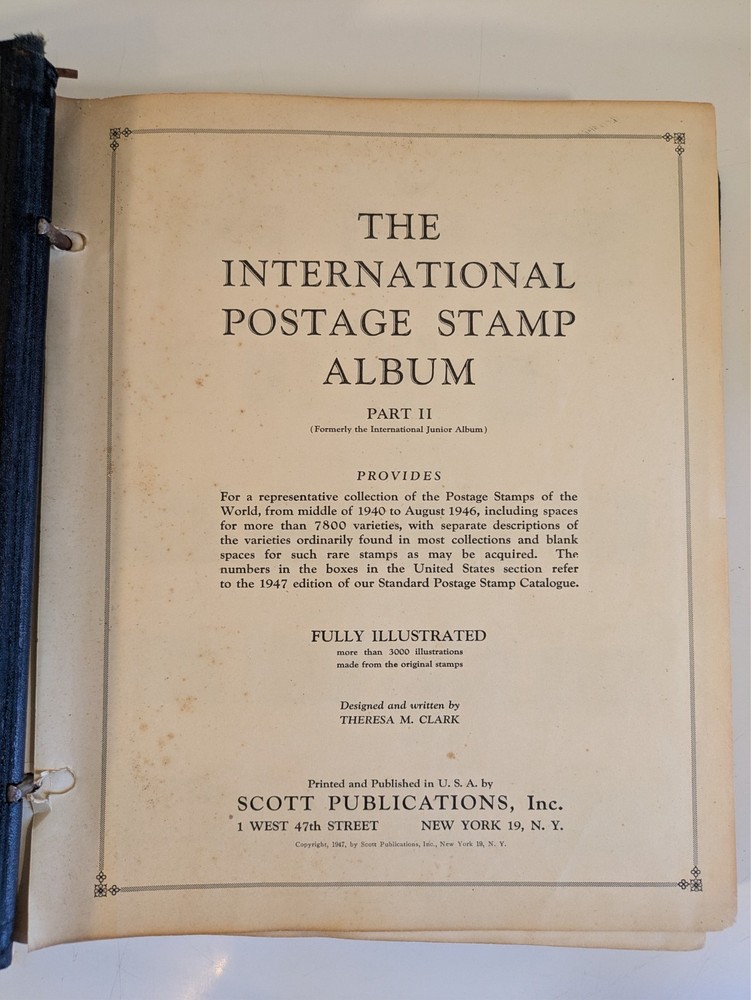 THE
INTERNATIONAL
POSTAGE STAMP
ALBUM
PART II
(Formerly the International Junior Album)
PROVIDES
For a representative collection of the Postage Stamps of the
World, from middle of 1940 to August 1946, including spaces
for more than 7800 varieties, with separate descriptions of
the varieties ordinarily found in most collections and blank
spaces for such rare stamps as may be acquired. The
numbers in the boxes in the United States section refer
to the 1947 edition of our Standard Postage Stamp Catalogue.
FULLY ILLUSTRATED
more than 3000 illustrations
made from the original stamps
Designed and written by
THERESA M. CLARK
Printed and Published in U. S. A. by
SCOTT PUBLICATIONS, Inc.
1 WEST 47th STREET NEW YORK 19, N. Y.
Copyright, 1947, by Scott Publications, Inc., New York 19, N. Y.